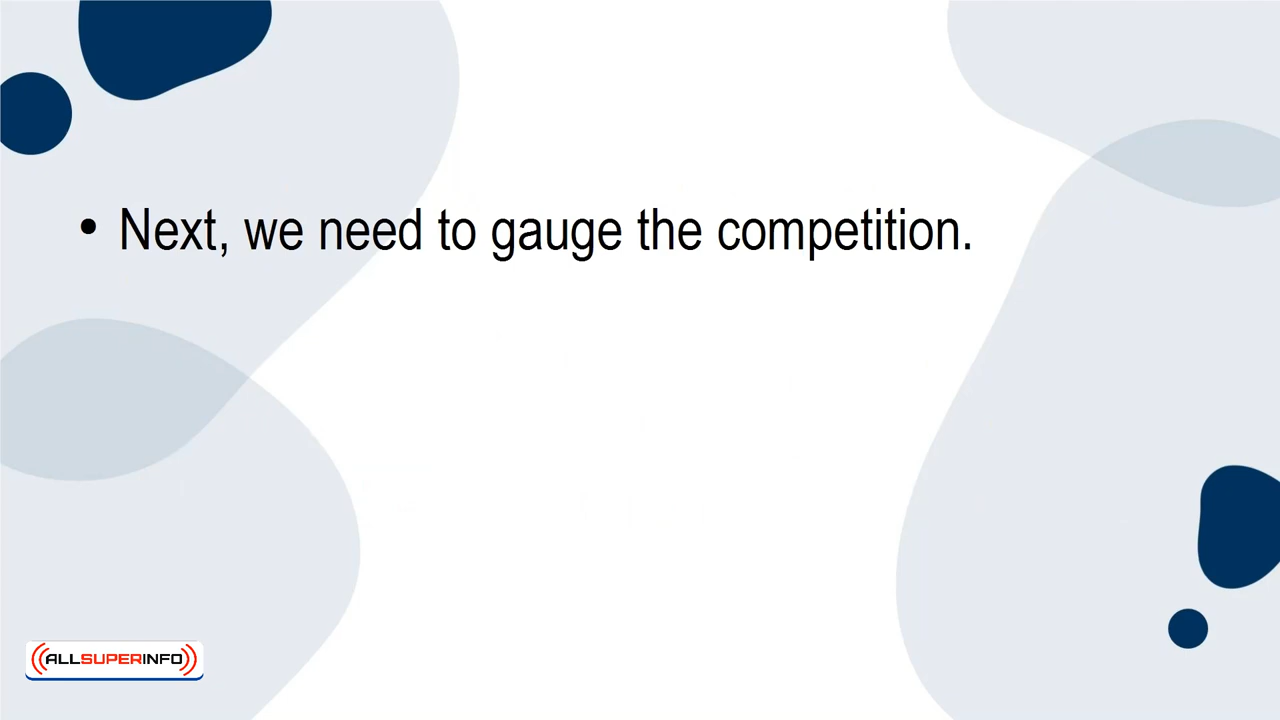 • Next, we need to gauge the competition.
ALLSUPERINFO